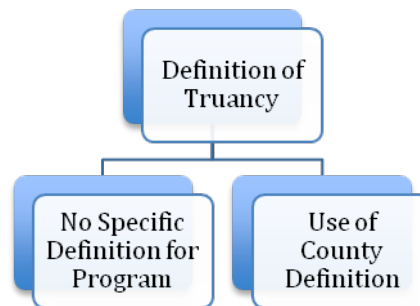 Definition of
Truancy
No Specific
Definition for
Program
Use of
County
Definition